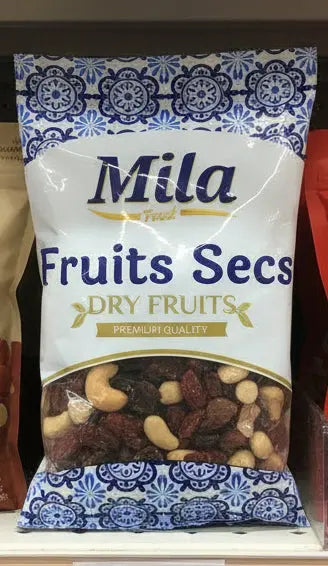 Mila
Food
Fruits Secs
DRY FRUITS
PREMIUM QUALITY